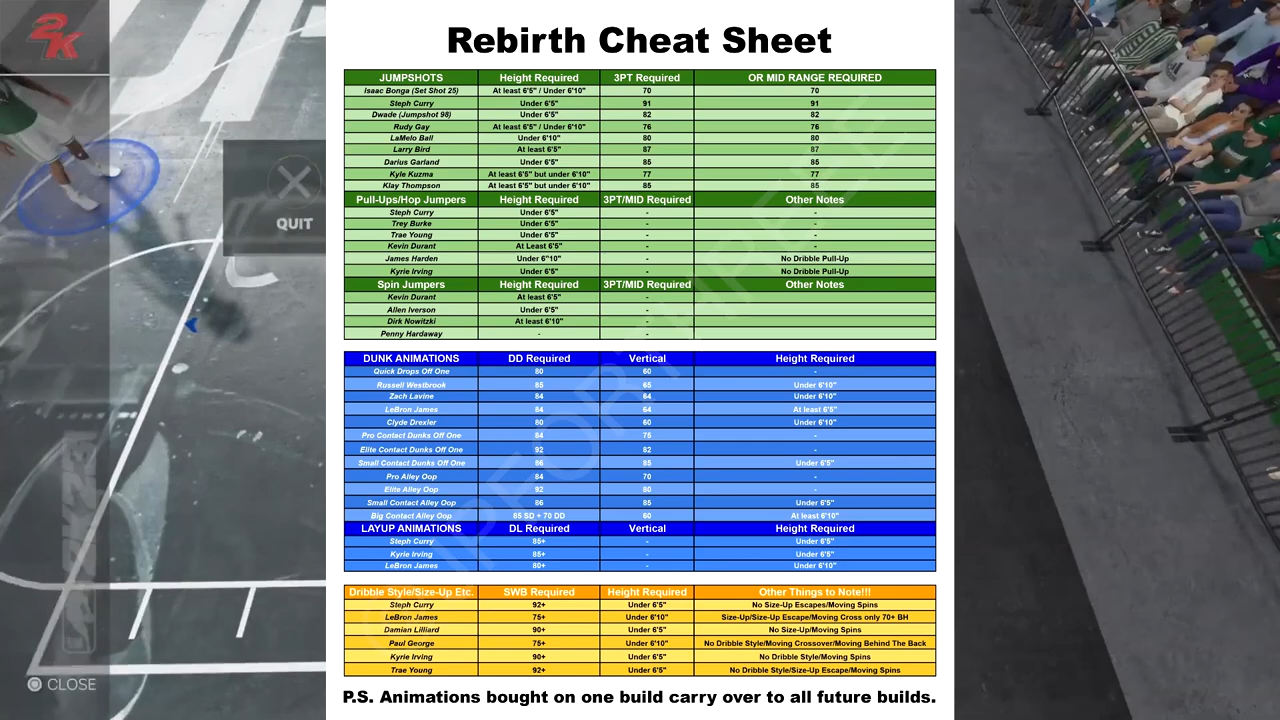 2K
QUIT
CLOSE
Rebirth Cheat Sheet
JUMPSHOTS Height Required 3PT Required OR MID RANGE REQUIRED
Isaac Bonga (Set Shot 25) At least 6'5" / Under 6'10" 70 70
Steph Curry Under 6'5" 91 91
Dwade (Jumpshot 98) Under 6'5" 82 82
Rudy Gay At least 6'5" / Under 6'10" 76 76
LaMelo Ball Under 6'10" 80 80
Larry Bird At least 6'5" 87 87
Darius Garland Under 6'5" 85 85
Kyle Kuzma At least 6'5" but under 6'10" 77 77
Klay Thompson At least 6'5" but under 6'10" 85 85
Pull-Ups/Hop Jumpers Height Required 3PT/MID Required Other Notes
Steph Curry Under 6'5" - -
Trey Burke Under 6'5" - -
Trae Young Under 6'5" - -
Kevin Durant At Least 6'5" - -
James Harden Under 6"10" - No Dribble Pull-Up
Kyrie Irving Under 6'5" - No Dribble Pull-Up
Spin Jumpers Height Required 3PT/MID Required Other Notes
Kevin Durant At least 6'5" -
Allen Iverson Under 6'5" -
Dirk Nowitzki At least 6'10" -
Penny Hardaway - -
DUNK ANIMATIONS DD Required Vertical Height Required
Quick Drops Off One 80 60 -
Russell Westbrook 85 65 Under 6'10"
Zach Lavine 84 64 Under 6'10"
LeBron James 84 64 At least 6'5"
Clyde Drexler 80 60 Under 6'10"
Pro Contact Dunks Off One 84 75 -
Elite Contact Dunks Off One 92 82 -
Small Contact Dunks Off One 86 85 Under 6'5"
Pro Alley Oop 84 70 -
Elite Alley Oop 92 80 -
Small Contact Alley Oop 86 85 Under 6'5"
Big Contact Alley Oop 85 SD + 70 DD 60 At least 6'10"
LAYUP ANIMATIONS DL Required Vertical Height Required
Steph Curry 85+ - Under 6'5"
Kyrie Irving 85+ - Under 6'5"
LeBron James 80+ - Under 6'10"
Dribble Style/Size-Up Etc. SWB Required Height Required Other Things to Note!!!
Steph Curry 92+ Under 6'5" No Size-Up Escapes/Moving Spins
LeBron James 75+ Under 6'10" Size-Up/Size-Up Escape/Moving Cross only 70+ BH
Damian Lilliard 90+ Under 6'5" No Size-Up/Moving Spins
Paul George 75+ Under 6'10" No Dribble Style/Moving Crossover/Moving Behind The Back
Kyrie Irving 90+ Under 6'5" No Dribble Style/Moving Spins
Trae Young 92+ Under 6'5" No Dribble Style/Size-Up Escape/Moving Spins
P.S. Animations bought on one build carry over to all future builds.